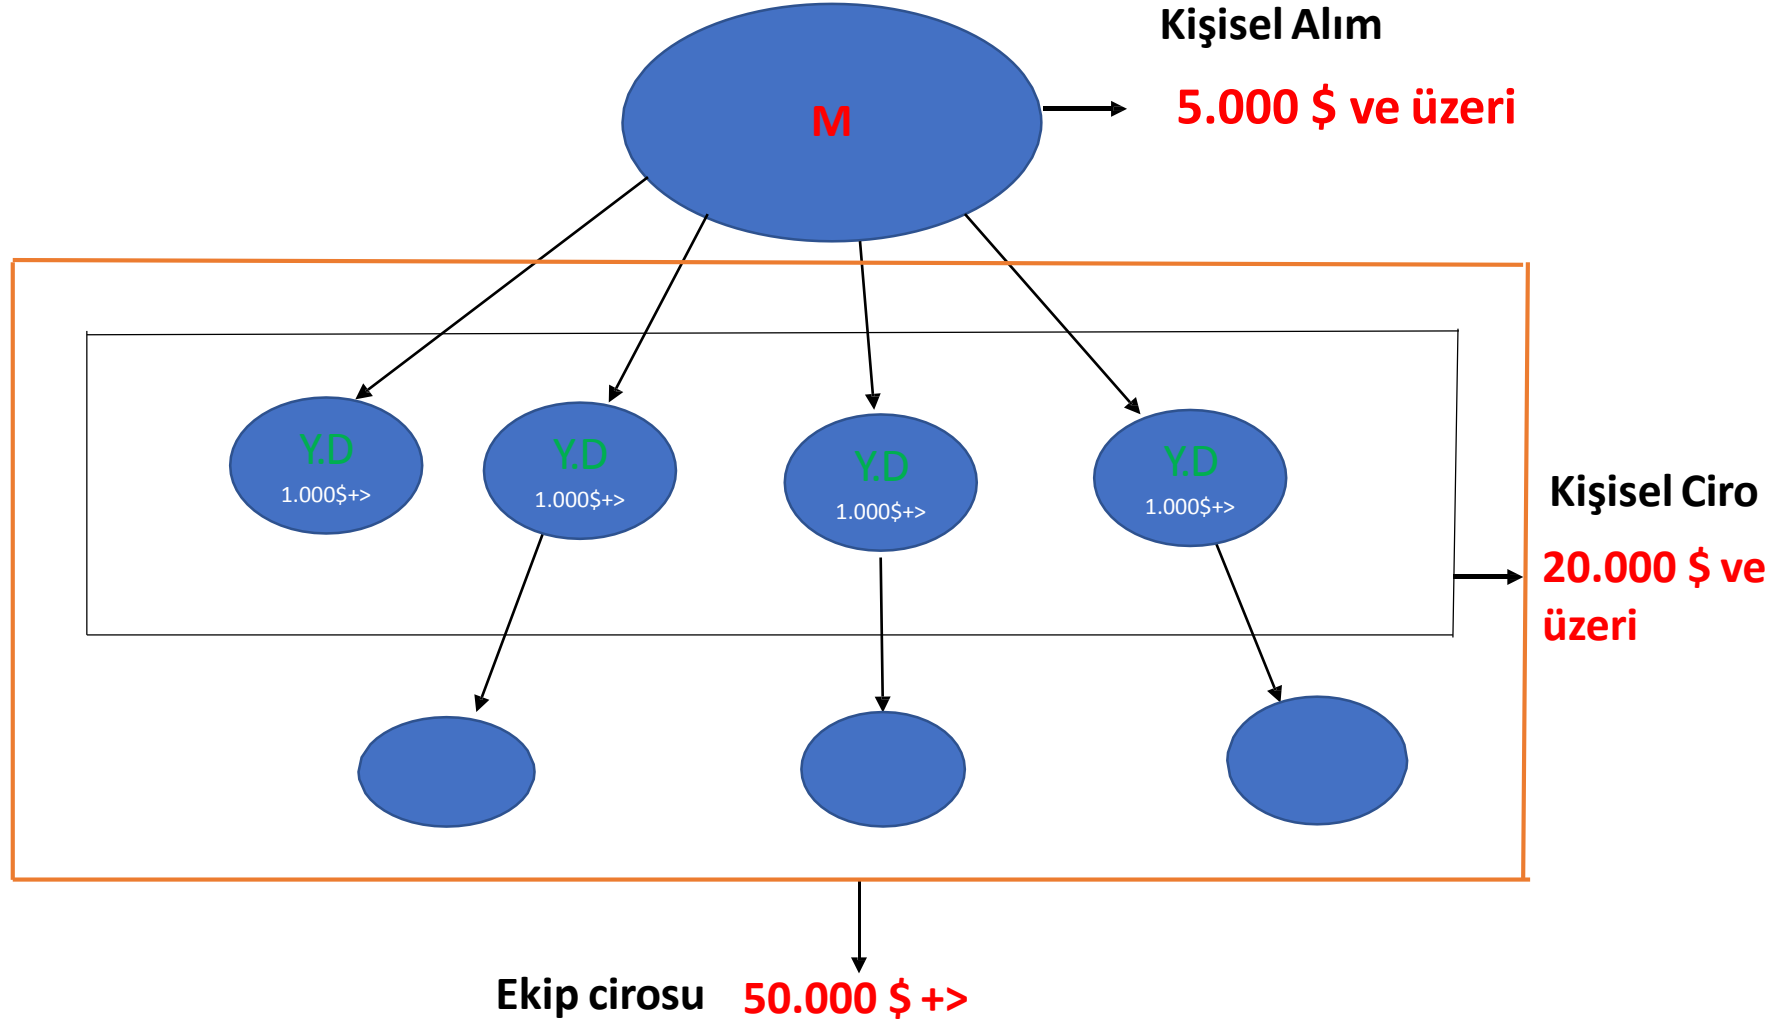 Kişisel Alım
5.000 $ ve üzeri
M
Y.D
1.000$+>
Y.D
1.000$+>
Y.D
1.000$+>
Y.D
1.000$+>
Kişisel Ciro
20.000 $ ve
üzeri
Ekip cirosu 50.000 $ +>